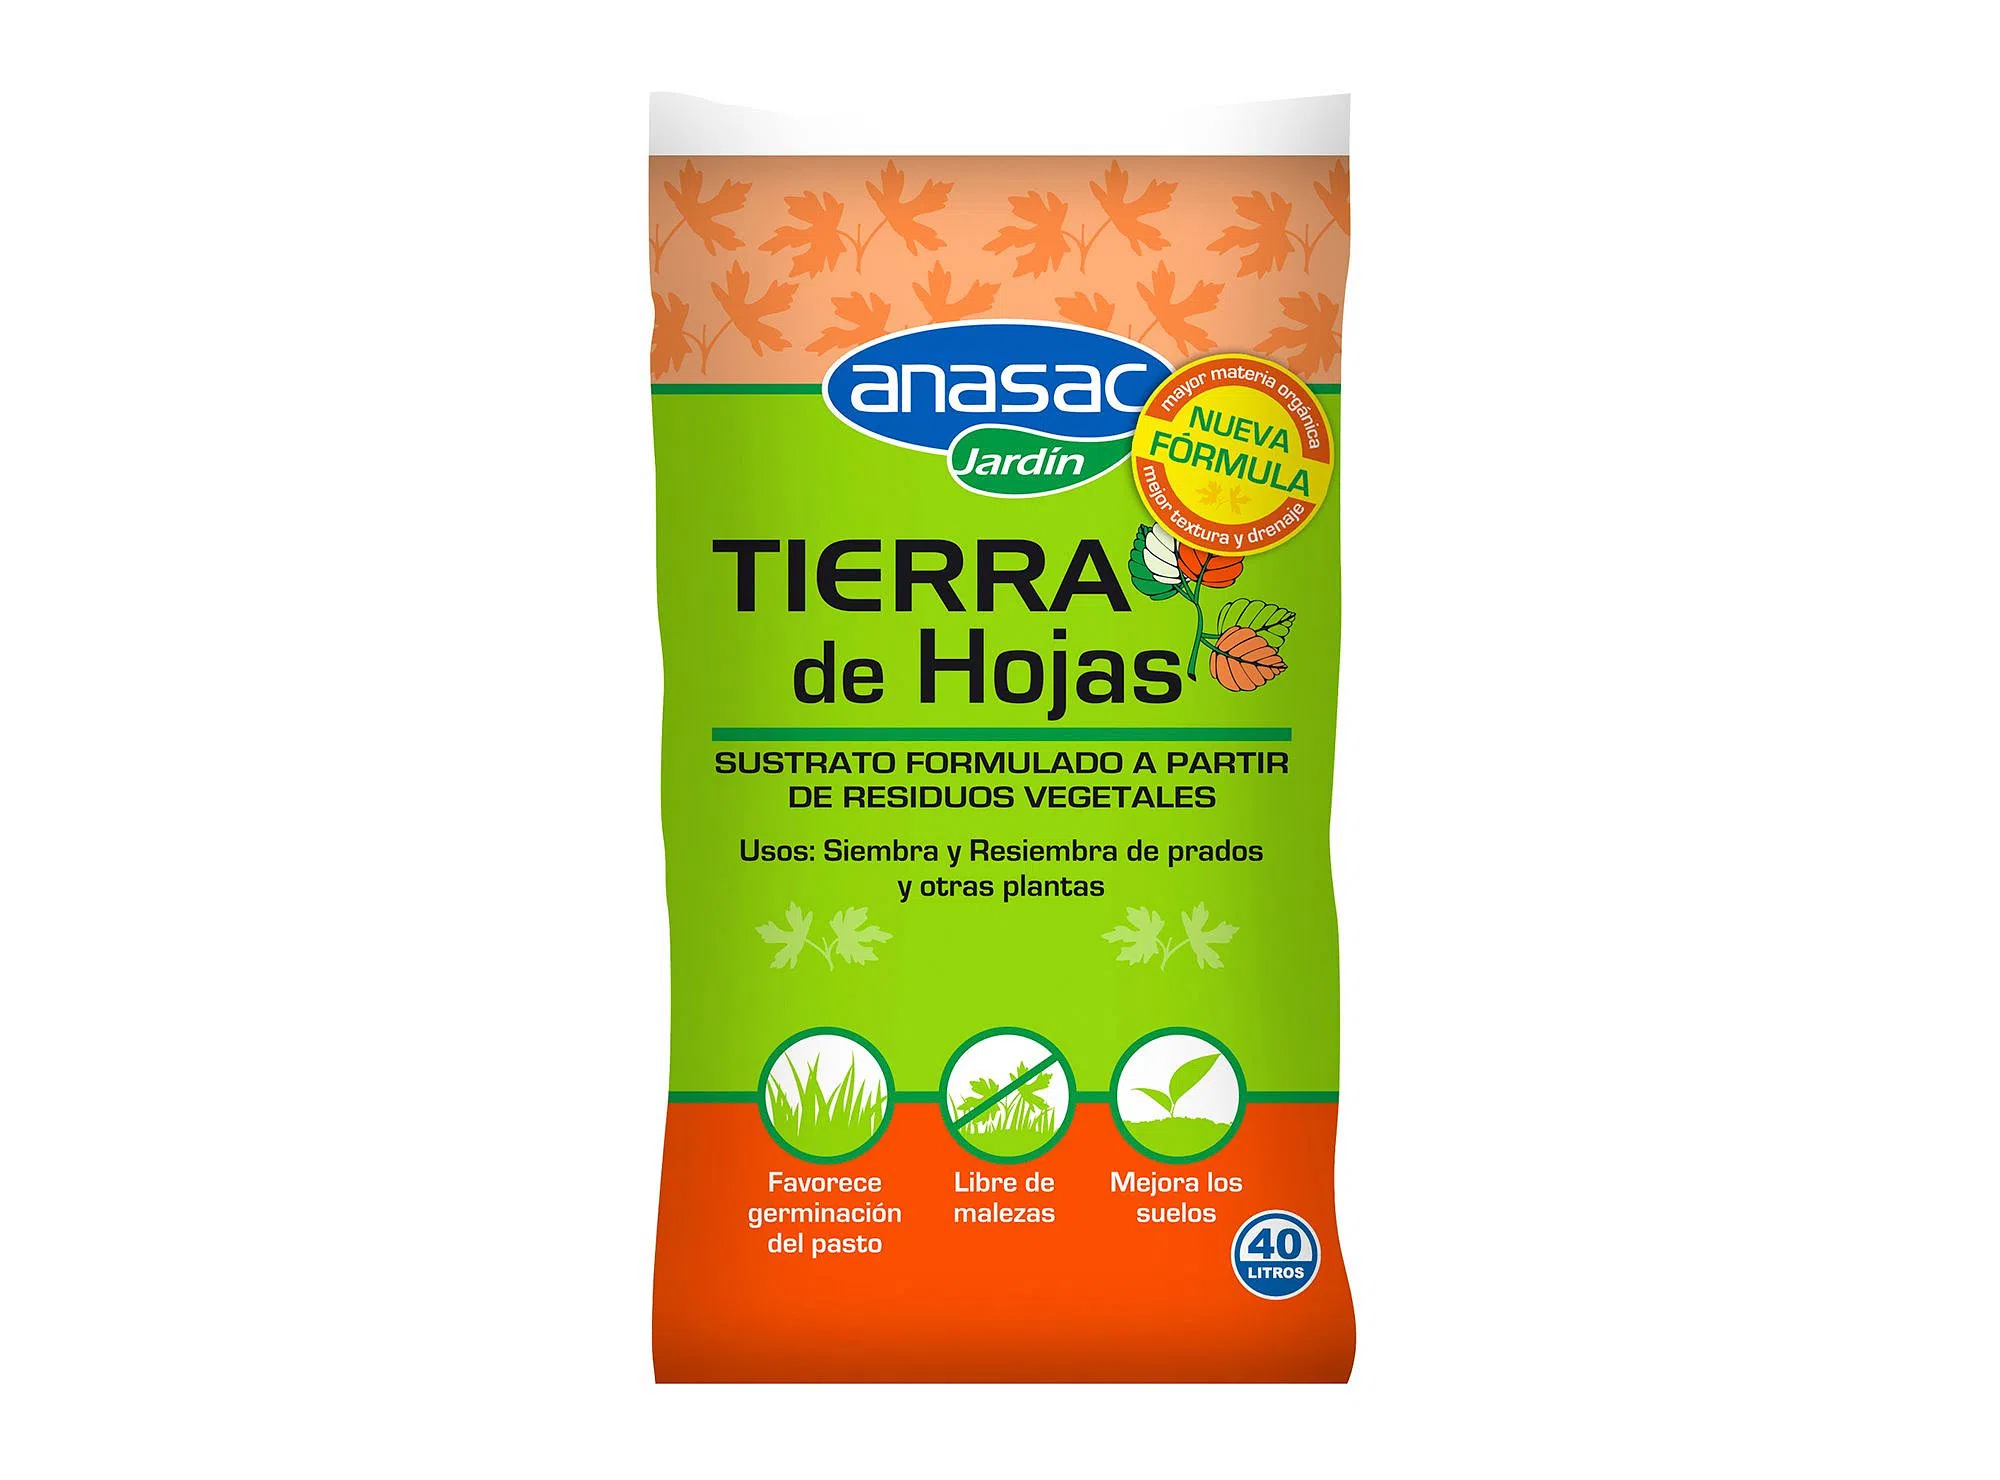 anasac
Jardín
mayor materia orgánica
NUEVA
FÓRMULA
mejor textura y drenaje
TIERRA
de Hojas
SUSTRATO FORMULADO A PARTIR
DE RESIDUOS VEGETALES
Usos: Siembra y Resiembra de prados
y otras plantas
Favorece
germinación
del pasto
Libre de
malezas
Mejora los
suelos
40
LITROS